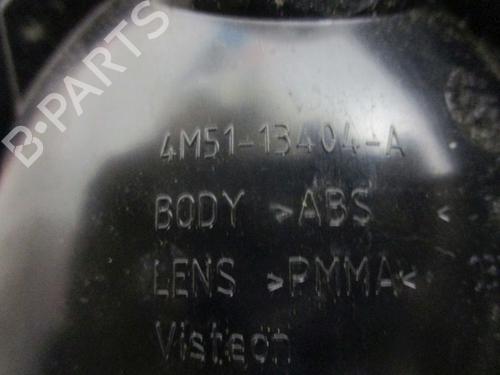 B-PARTS
4M51-13404-A
BODY >ABS <
LENS >PMMA<
Visteon